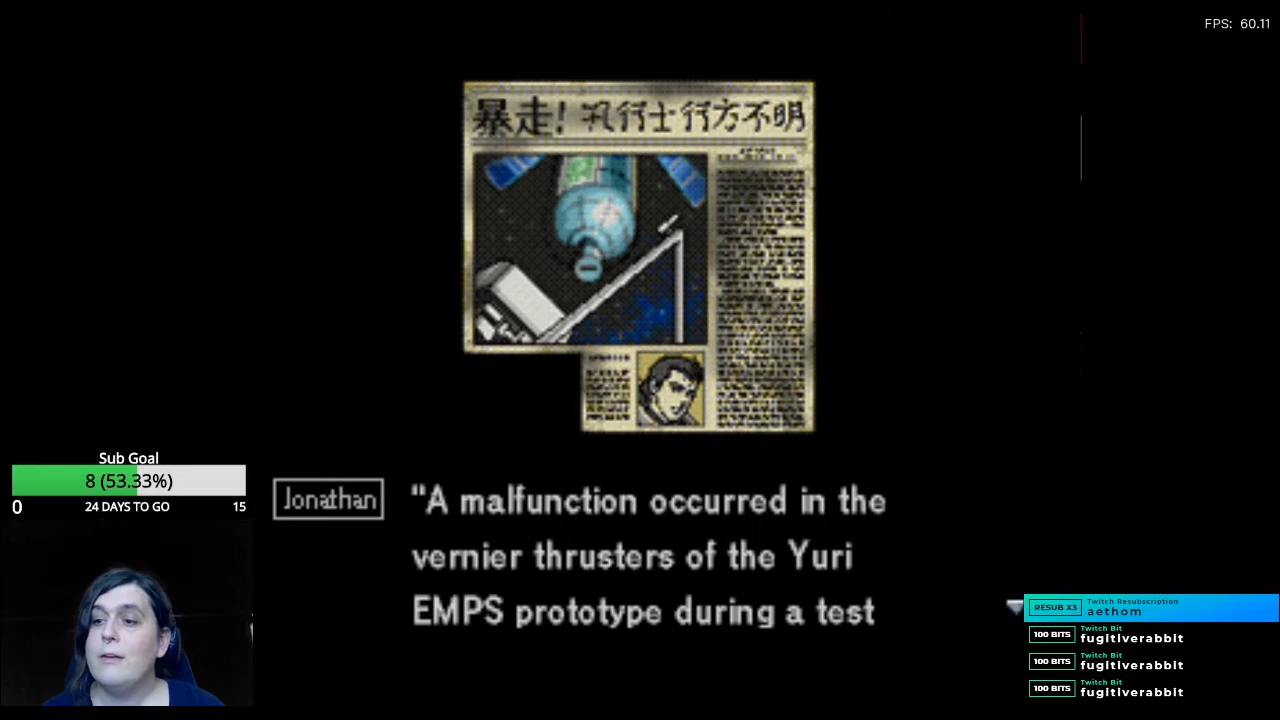 FPS: 60.11
暴走! 飛行士行方不明
Sub Goal
8 (53.33%)
0
24 DAYS TO GO
15
Jonathan
"A malfunction occurred in the
vernier thrusters of the Yuri
EMPS prototype during a test
RESUB X3
Twitch Resubscription
aethom
100 BITS
Twitch Bit
fugitiverabbit
100 BITS
Twitch Bit
fugitiverabbit
100 BITS
Twitch Bit
fugitiverabbit